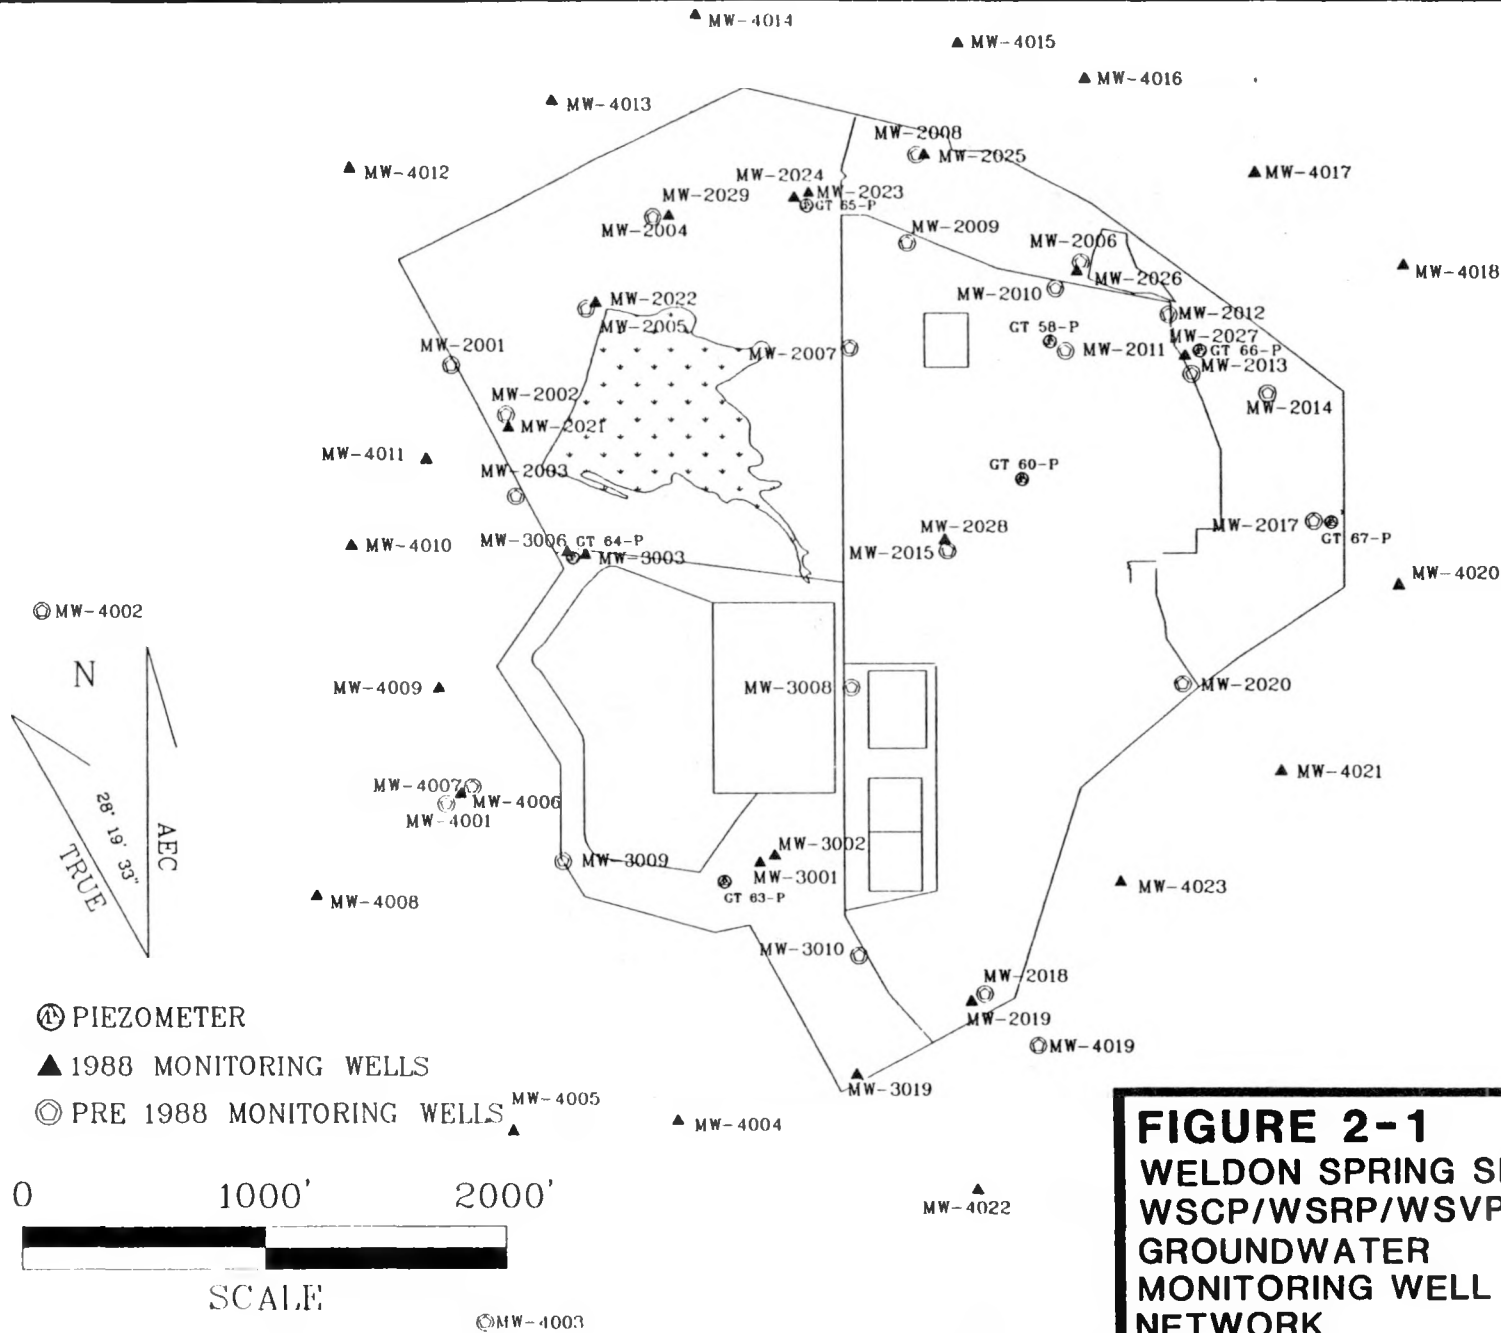 MW-4014
MW-4015
MW-4016
MW-4013
MW-2008
MW-2025
MW-4012
MW-4017
MW-2024
MW-2023
MW-2029
GT 65-P
MW-2004
MW-2009
MW-2006
MW-4018
MW-2026
MW-2010
MW-2022
MW-2012
MW-2005
GT 58-P
MW-2027
MW-2001
MW-2007
MW-2011
GT 66-P
MW-2013
MW-2002
MW-2014
MW-2021
MW-4011
MW-2003
GT 60-P
MW-2028
MW-2017
GT 67-P
MW-4010
MW-3006
GT 64-P
MW-3003
MW-2015
MW-4020
MW-4002
N
MW-4009
MW-3008
MW-2020
MW-4021
MW-4007
MW-4006
MW-4001
28° 19' 33"
AEC
TRUE
MW-3002
MW-3009
MW-3001
GT 63-P
MW-4023
MW-4008
MW-3010
MW-2018
MW-2019
MW-4019
PIEZOMETER
1988 MONITORING WELLS
PRE 1988 MONITORING WELLS
MW-3019
MW-4005
MW-4004
MW-4022
0 1000' 2000'
SCALE
MW-4003
FIGURE 2-1
WELDON SPRING
WSCP/WSRP/WSVP
GROUNDWATER
MONITORING WELL
NETWORK